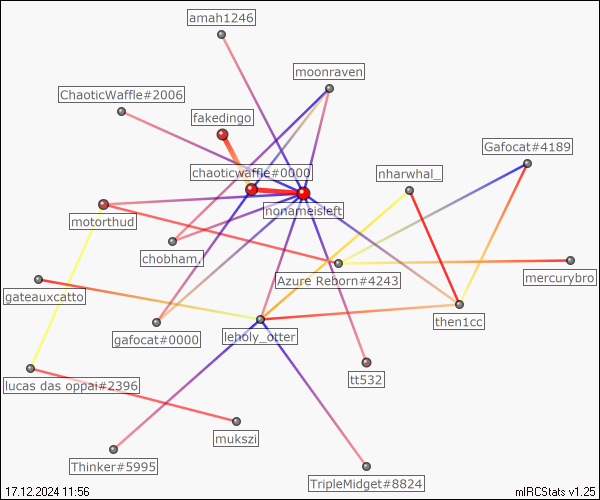 amah1246
moonraven
ChaoticWaffle#2006
fakedingo
Gafocat#4189
chaoticwaffle#0000
nharwhal_
nonameisleft
motorthud
chobham,
Azure Reborn#4243
mercurybro
gateauxcatto
then1cc
gafocat#0000
leholy_otter
tt532
lucas das oppai#2396
mukszi
Thinker#5995
TripleMidget#8824
17.12.2024 11:56
mIRCStats v1.25